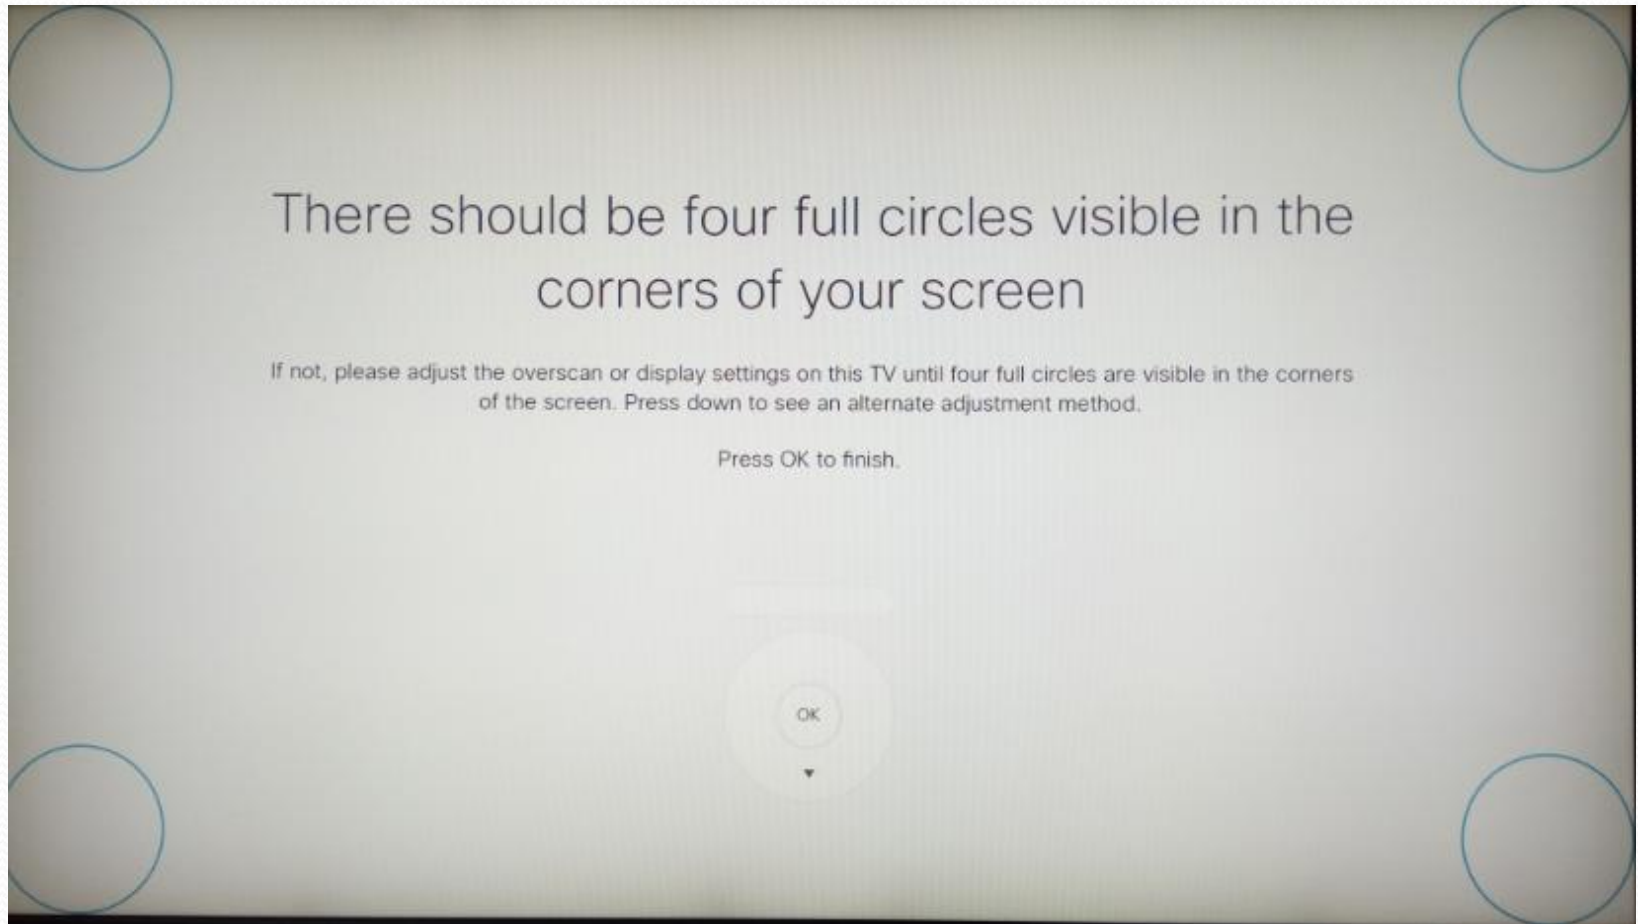 There should be four full circles visible in the
corners of your screen
If not, please adjust the overscan or display settings on this TV until four full circles are visible in the corners
of the screen. Press down to see an alternate adjustment method.
Press OK to finish.
OK